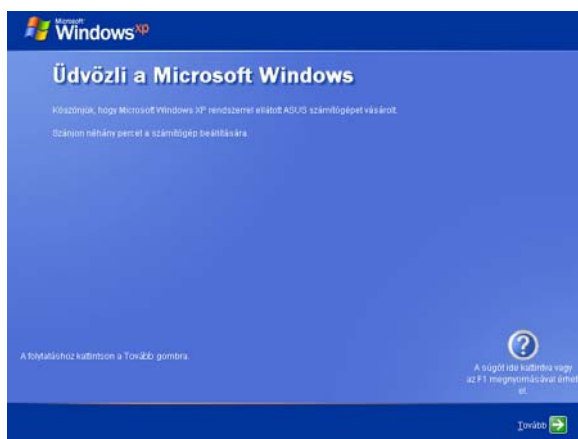 Microsoft
Windows xp
Üdvözli a Microsoft Windows
Köszönjük, hogy Microsoft Windows XP rendszerrel ellátott ASUS számítógépet vásárolt.
Szánjon néhány percet a számítógép beállítására.
A folytatáshoz kattintson a Tovább gombra.
A súgót ide kattintva vagy
az F1 megnyomásával érhet
el.
Tovább